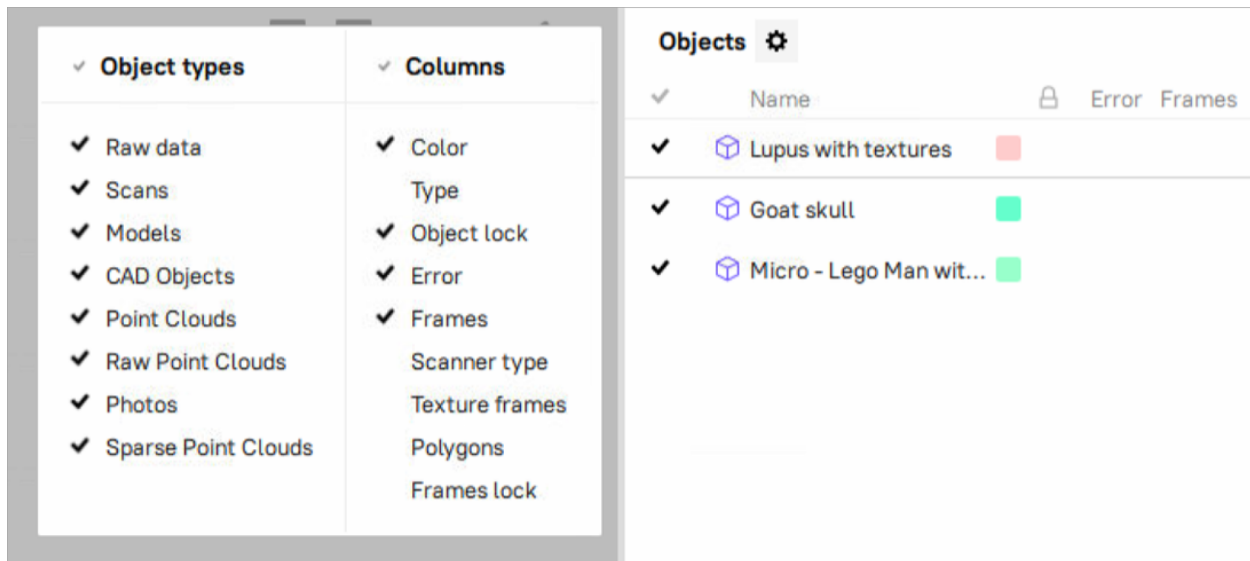 Object types
Raw data
Scans
Models
CAD Objects
Point Clouds
Raw Point Clouds
Photos
Sparse Point Clouds
Columns
Color
Type
Object lock
Error
Frames
Scanner type
Texture frames
Polygons
Frames lock
Objects
Name Error Frames
Lupus with textures
Goat skull
Micro - Lego Man wit...